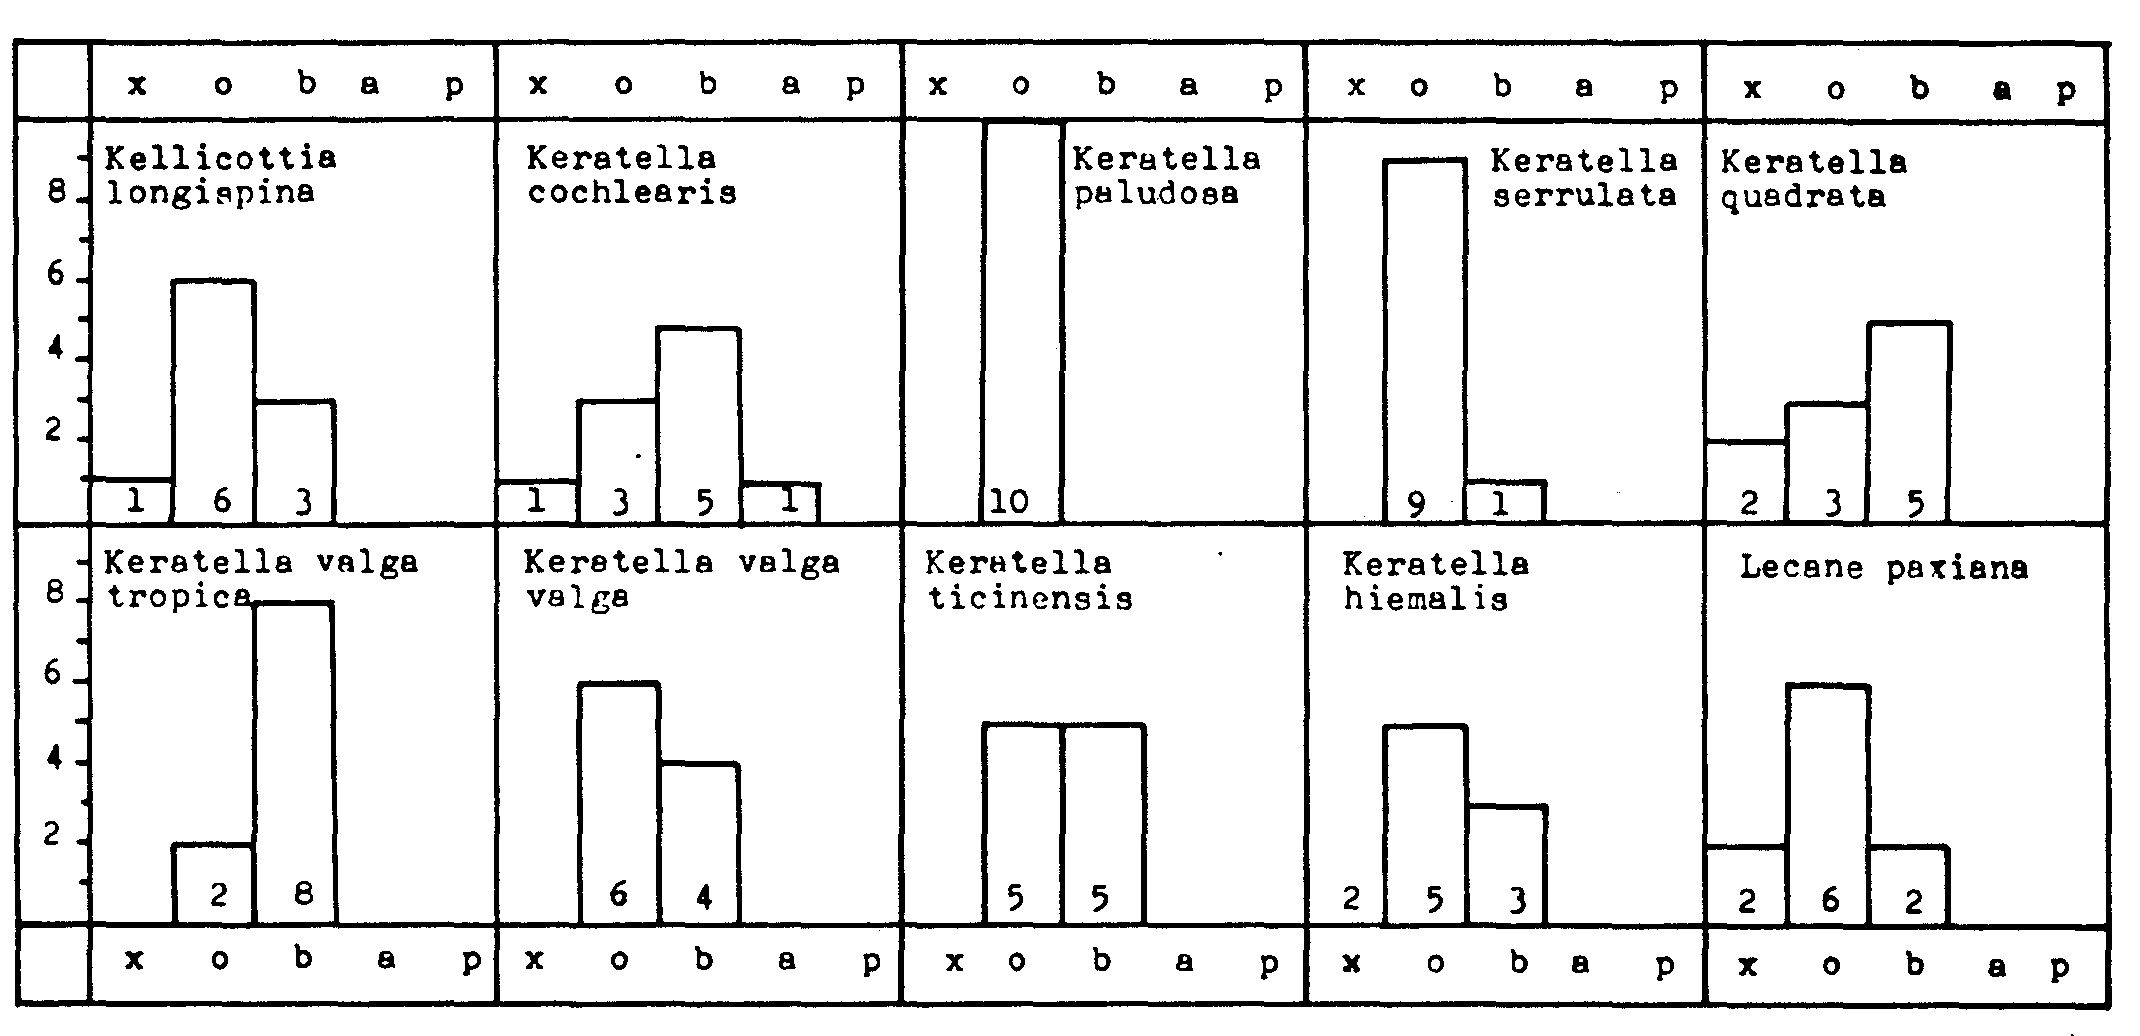 x o b a p x o b a p x o b a p x o b a p x o b a p
Kellicottia
longispina
Keratella
cochlearis
Keratella
paludosa
Keratella
serrulata
Keratella
quadrata
8
6
4
2
1 6 3 1 3 5 1 10 9 1 2 3 5
Keratella valga
tropica
Keratella valga
valga
Keratella
ticinensis
Keratella
hiemalis
Lecane paxiana
8
6
4
2
2 8 6 4 5 5 2 5 3 2 6 2
x o b a p x o b a p x o b a p x o b a p x o b a p